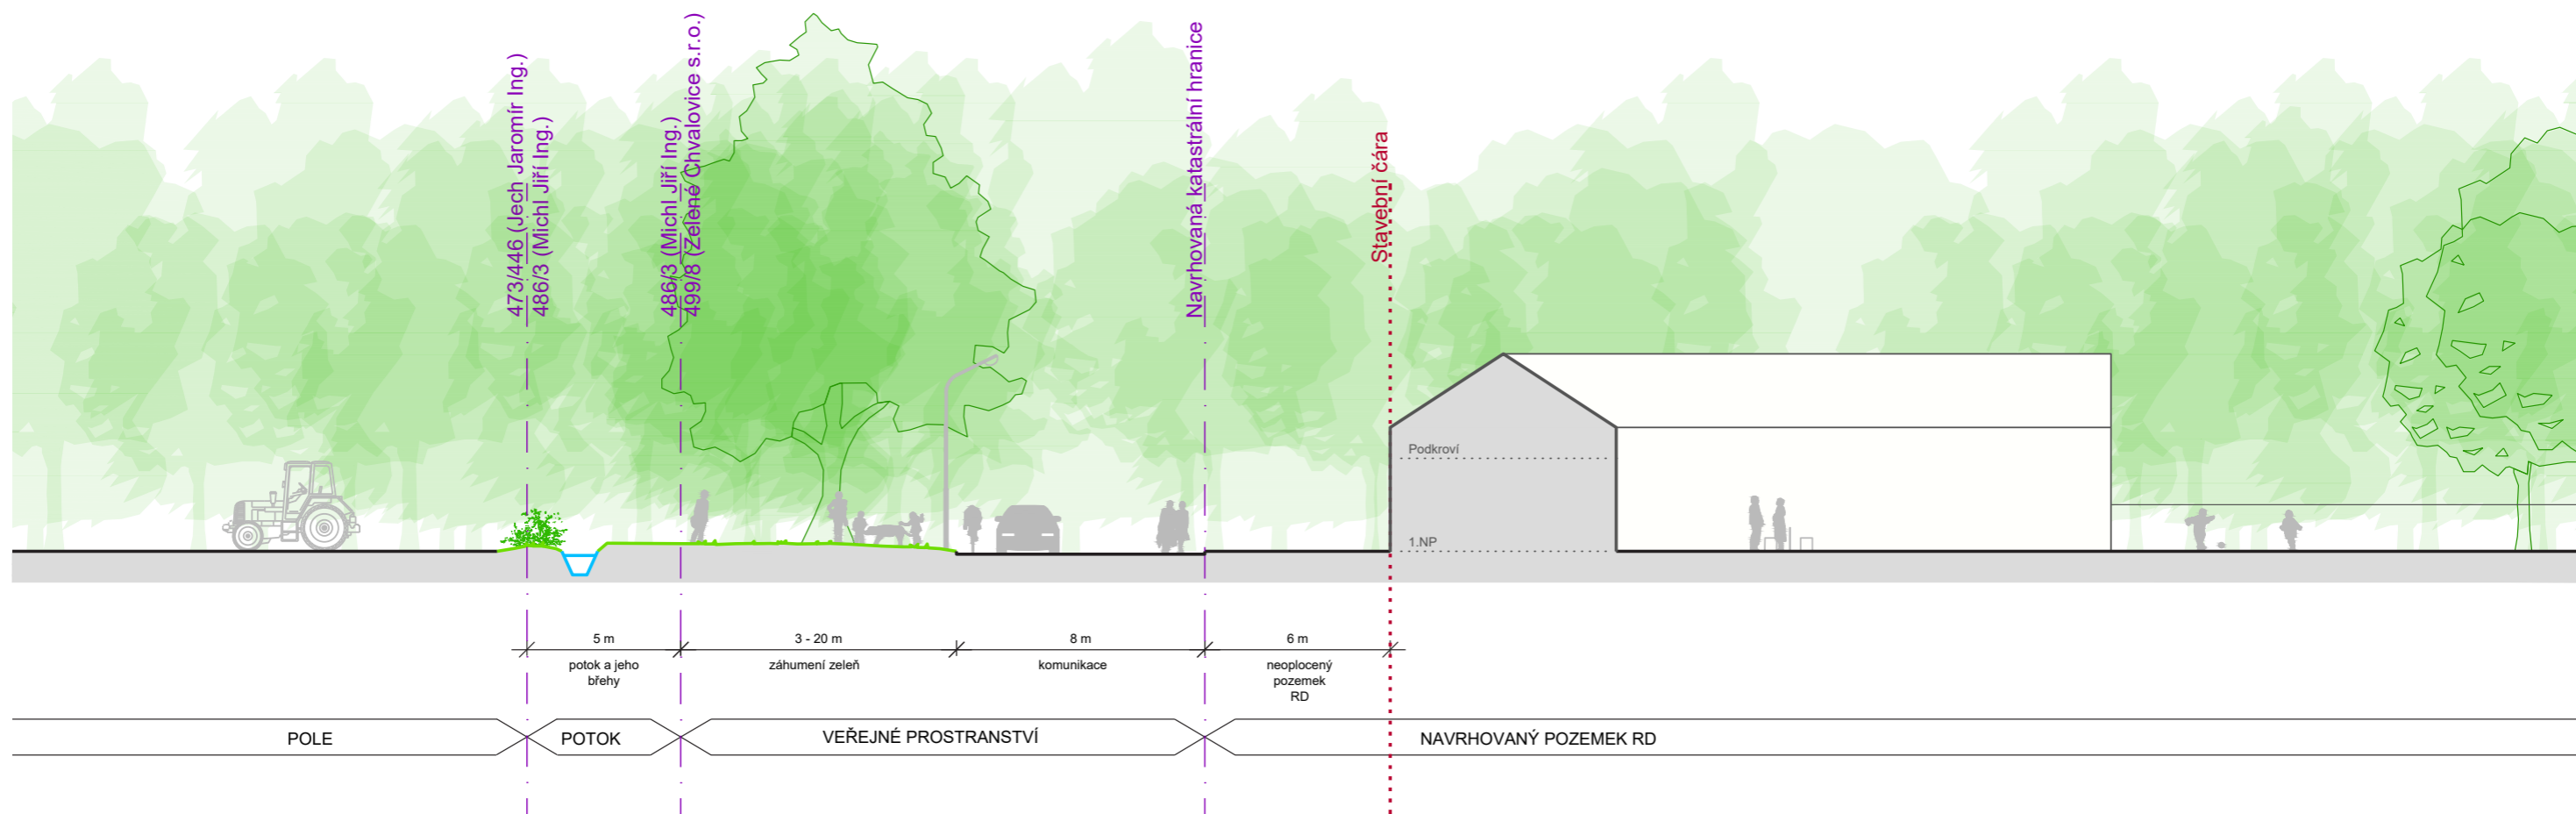 473/446 (Jech Jaromír Ing.)
486/3 (Michl Jiří Ing.)
486/3 (Michl Jiří Ing.)
499/8 (Zelené Chvalovice s.r.o.)
Navrhovaná katastrální hranice
Stavební čára
Podkroví
1.NP
5 m
3 - 20 m
8 m
6 m
potok a jeho
břehy
záhumení zeleň
komunikace
neoplocený
pozemek
RD
POLE
POTOK
VEŘEJNÉ PROSTRANSTVÍ
NAVRHOVANÝ POZEMEK RD